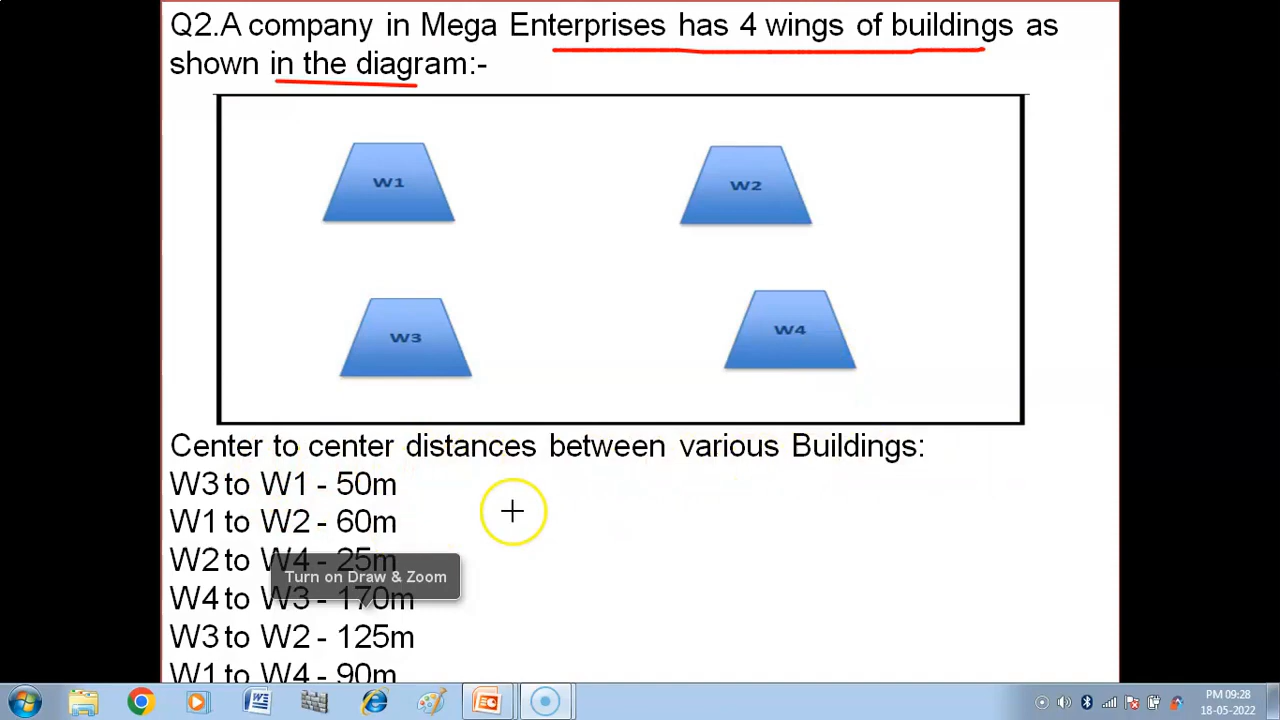 Q2.A company in Mega Enterprises has 4 wings of buildings as
shown in the diagram:-
W1
W2
W3
W4
Center to center distances between various Buildings:
W3 to W1 - 50m
W1 to W2 - 60m
W2 to W4 - 25m
Turn on Draw & Zoom
W4 to W3 - 170m
W3 to W2 - 125m
W1 to W4 - 90m
PM 09:28
18-05-2022